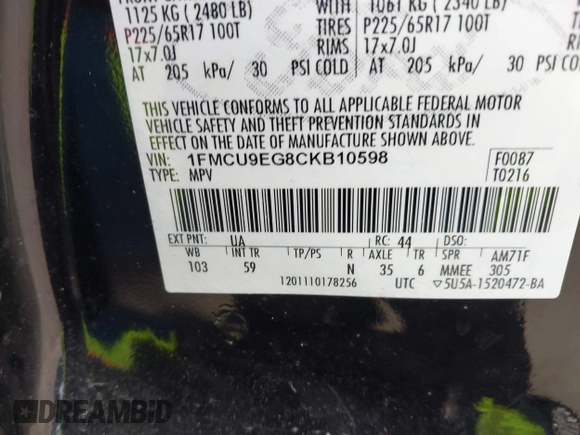 1125 KG ( 2480 LB) 1061 KG ( 2340 LB)
P225/65R17 100T TIRES P225/65R17 100T
17x7.0J RIMS 17x7.0J
AT 205 kPa/ 30 PSI COLD AT 205 kPa/ 30 PSI COLD
THIS VEHICLE CONFORMS TO ALL APPLICABLE FEDERAL MOTOR
VEHICLE SAFETY AND THEFT PREVENTION STANDARDS IN
EFFECT ON THE DATE OF MANUFACTURE SHOWN ABOVE.
VIN: 1FMCU9EG8CKB10598 F0087
TYPE: MPV T0216
EXT PNT: UA RC: 44 DSO:
WB INT TR TP/PS R AXLE TR SPR AM71F
103 59 N 35 6 MMEE 305
1201110178256 UTC ▽5U5A-1520472-BA
DREAMBID